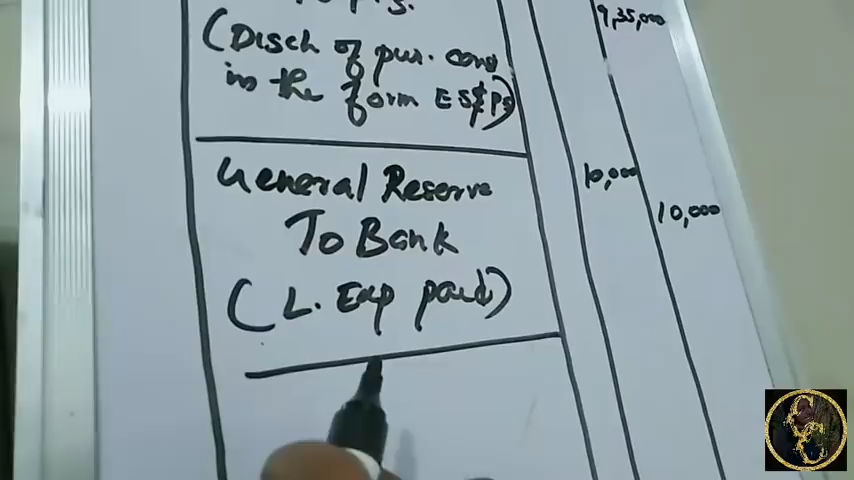 (Disch of pur. cons
in the form ES & Ps)
9,35,000
General Reserve
10,000
To Bank
10,000
(L. Exp paid)